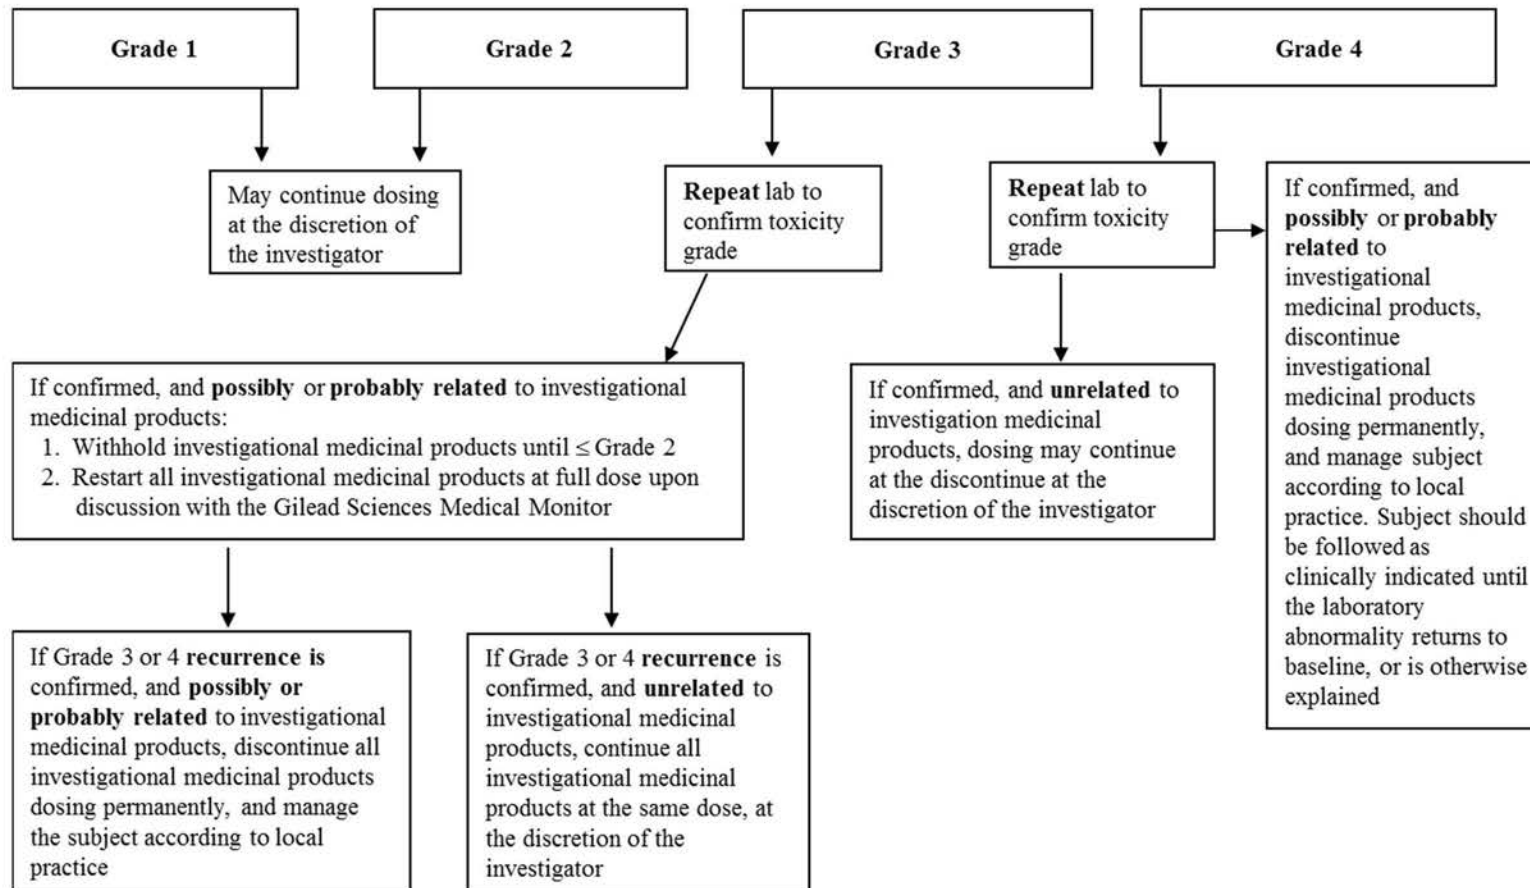 Grade 1
Grade 2
Grade 3
Grade 4
May continue dosing
at the discretion of
the investigator
Repeat lab to
confirm toxicity
grade
Repeat lab to
confirm toxicity
grade
If confirmed, and
possibly or probably
related to
investigational
medicinal products,
discontinue
investigational
medicinal products
dosing permanently,
and manage subject
according to local
practice. Subject should
be followed as
clinically indicated until
the laboratory
abnormality returns to
baseline, or is otherwise
explained
If confirmed, and possibly or probably related to investigational
medicinal products:
1. Withhold investigational medicinal products until ≤ Grade 2
2. Restart all investigational medicinal products at full dose upon
discussion with the Gilead Sciences Medical Monitor
If confirmed, and unrelated to
investigation medicinal
products, dosing may continue
at the discontinue at the
discretion of the investigator
If Grade 3 or 4 recurrence is
confirmed, and possibly or
probably related to investigational
medicinal products, discontinue all
investigational medicinal products
dosing permanently, and manage
the subject according to local
practice
If Grade 3 or 4 recurrence is
confirmed, and unrelated to
investigational medicinal
products, continue all
investigational medicinal
products at the same dose, at
the discretion of the
investigator